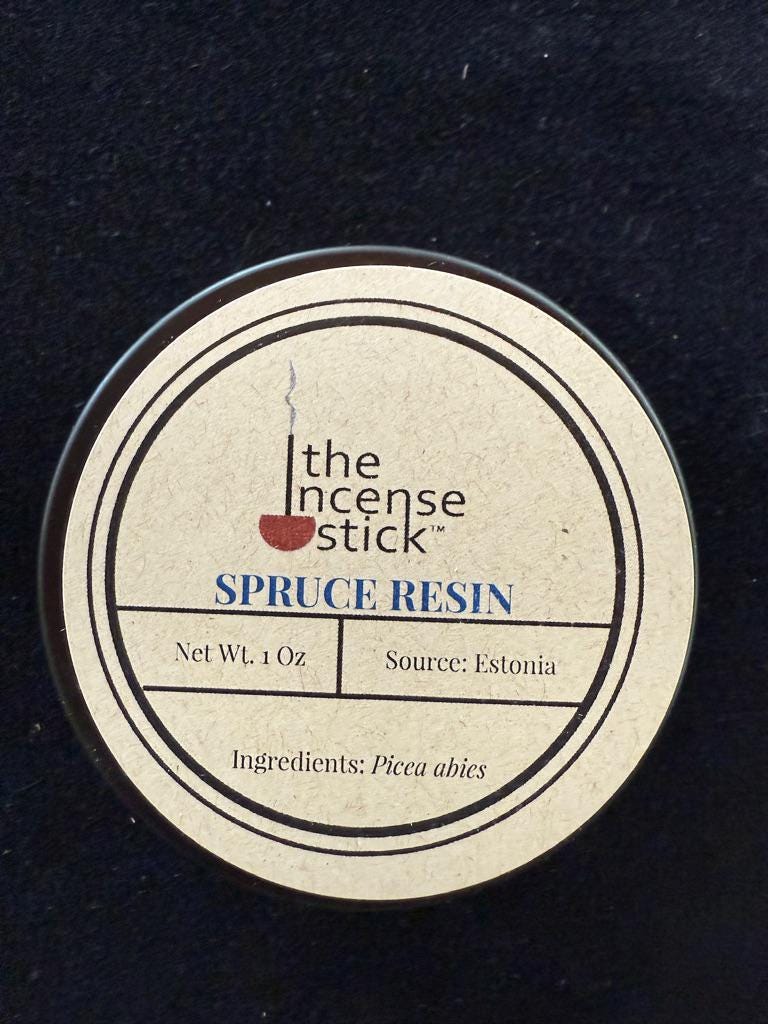 the
Incense
stick™
SPRUCE RESIN
Net Wt. 1 Oz
Source: Estonia
Ingredients: Picea abies